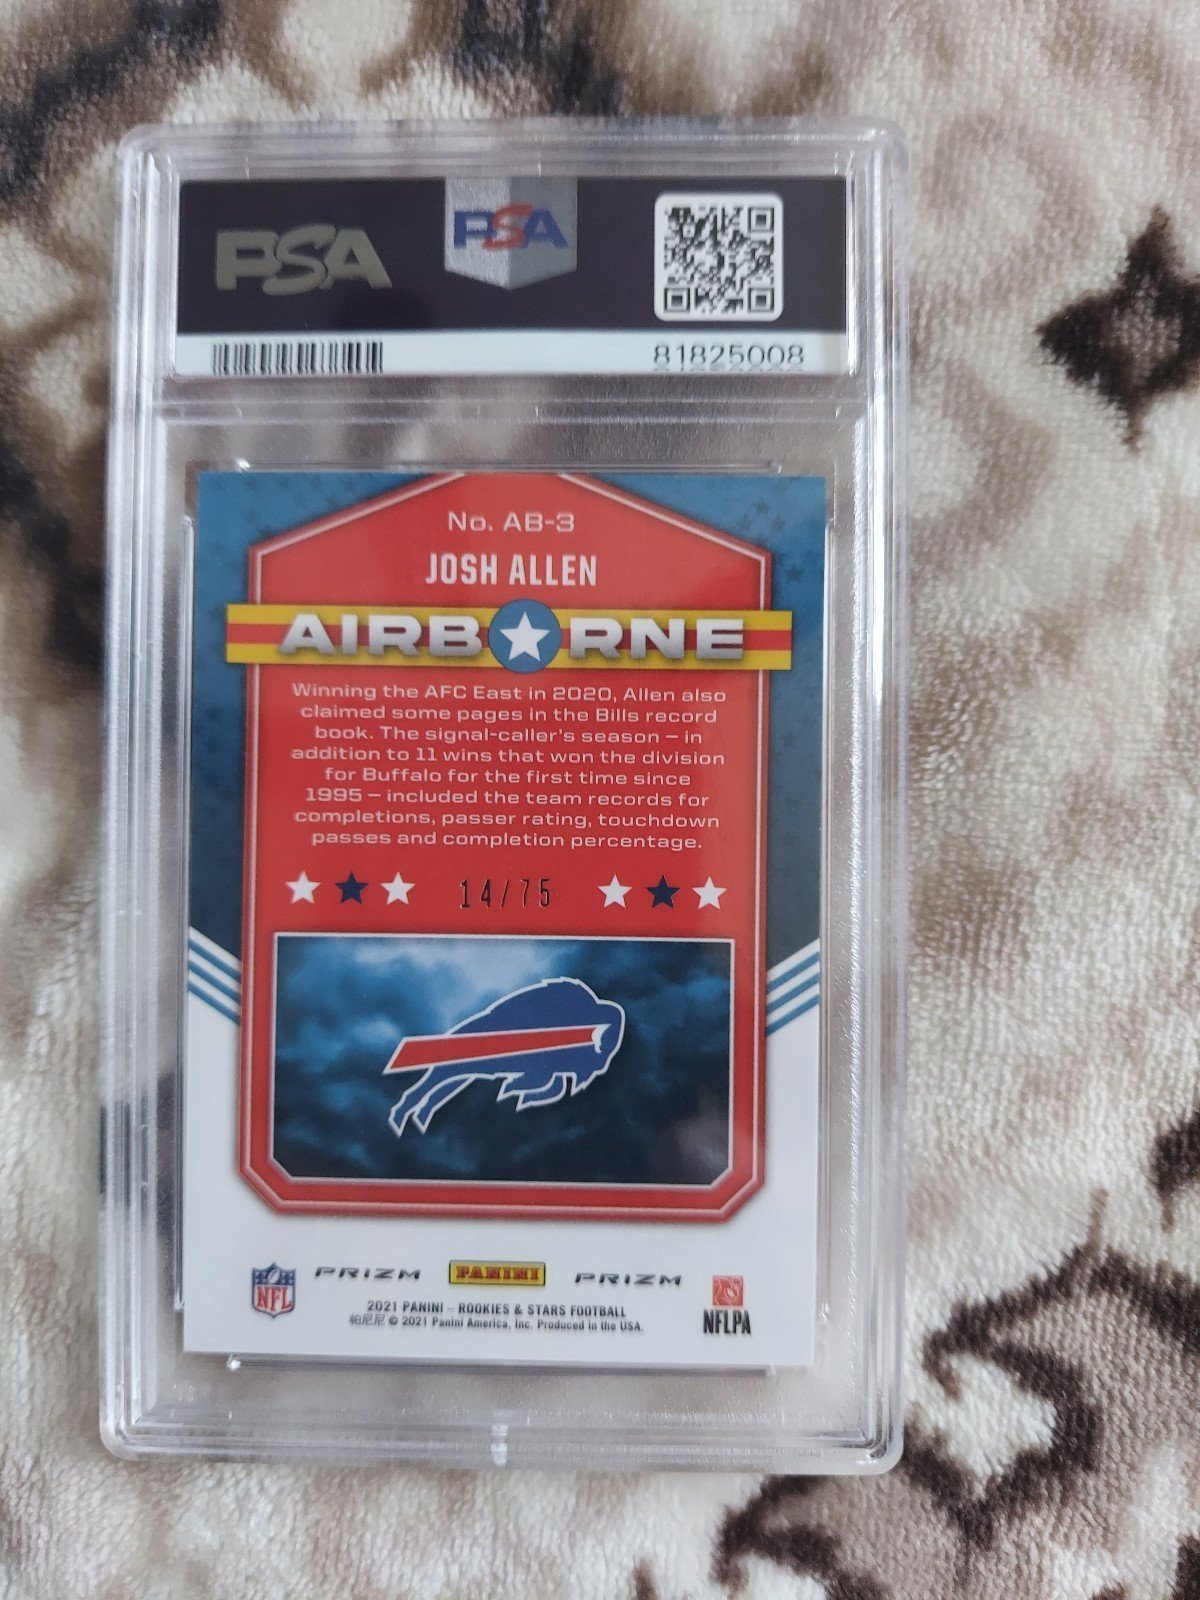 PSA PSA
81825008
No. AB-3
JOSH ALLEN
AIRBORNE
Winning the AFC East in 2020, Allen also
claimed some pages in the Bills record
book. The signal-caller's season – in
addition to 11 wins that won the division
for Buffalo for the first time since
1995 – included the team records for
completions, passer rating, touchdown
passes and completion percentage.
14/75
NFL PRIZM PANINI PRIZM NFLPA
2021 PANINI – ROOKIES & STARS FOOTBALL
帕尼尼 © 2021 Panini America, Inc. Produced in the USA.